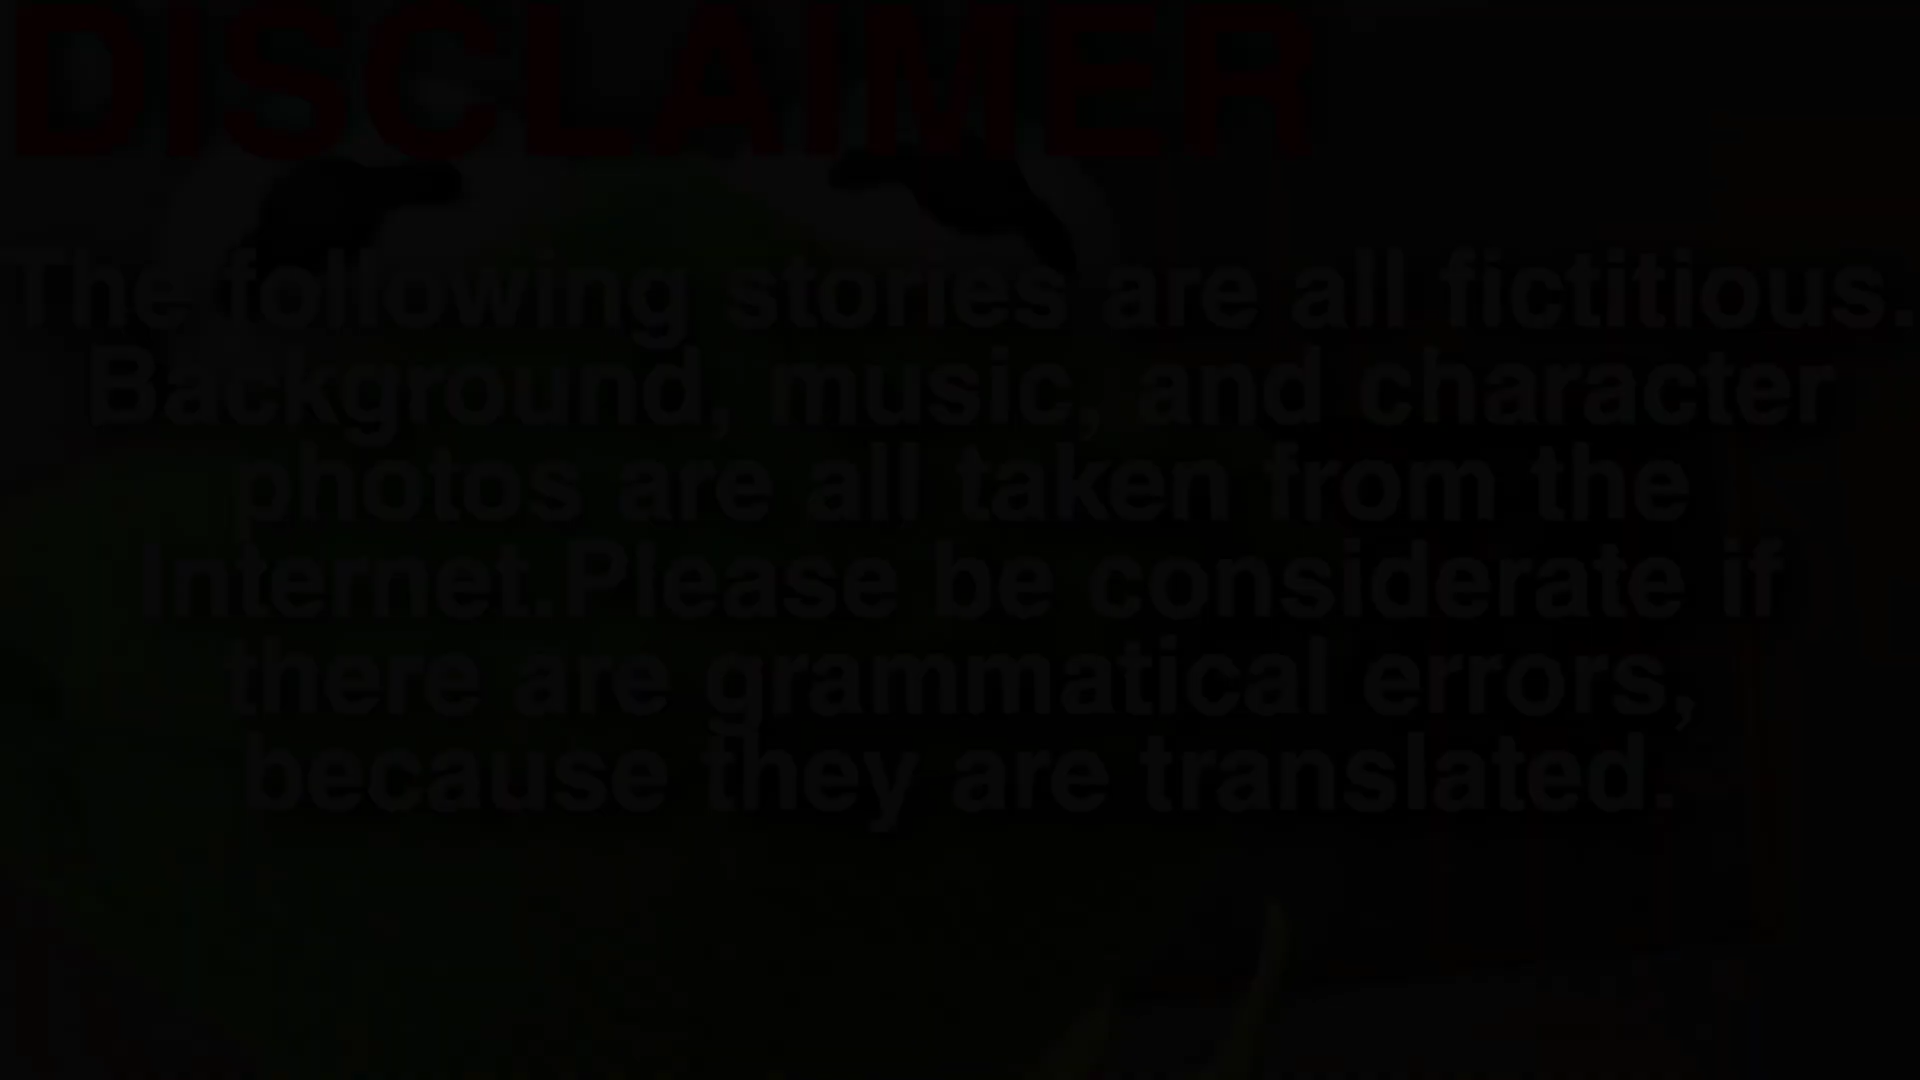 DISCLAIMER
The following stories are all fictitious.
Background, music, and character
photos are all taken from the
Internet.Please be considerate if
there are grammatical errors,
because they are translated.